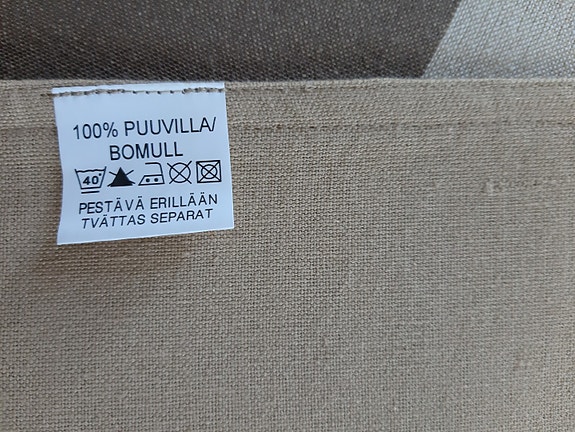 100% PUUVILLA/
BOMULL
40
PESTÄVÄ ERILLÄÄN
TVÄTTAS SEPARAT